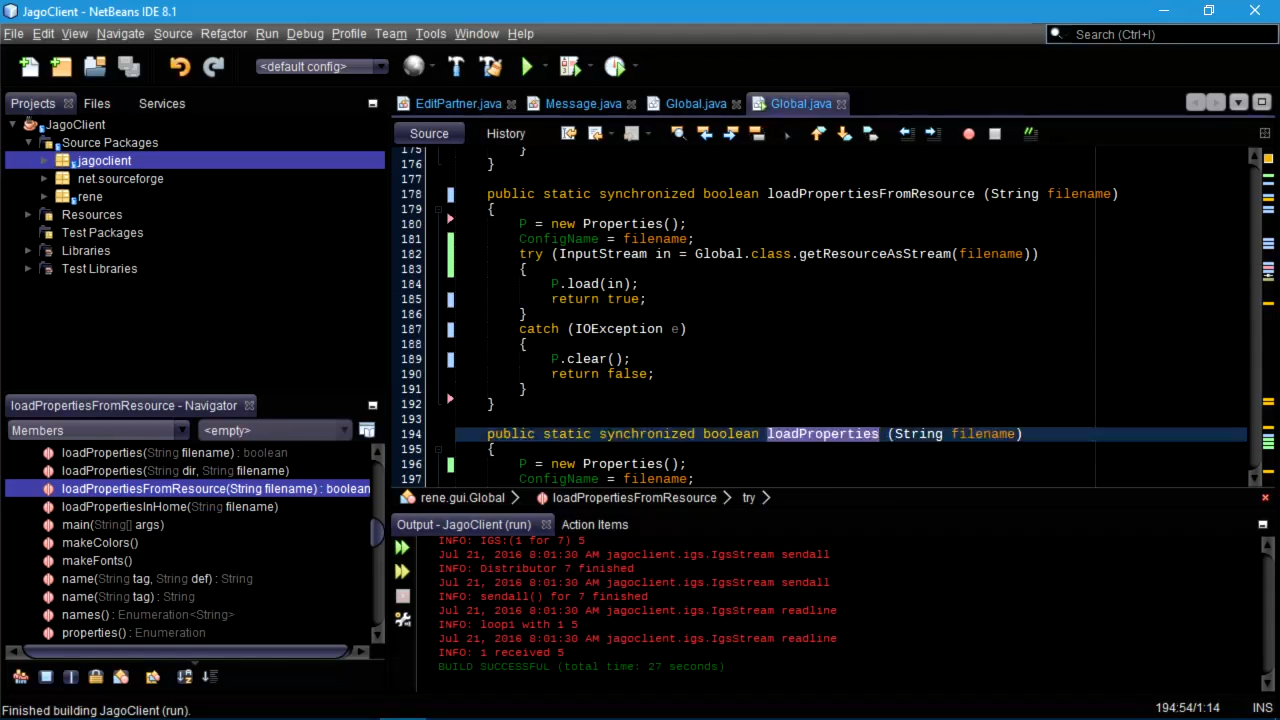 JagoClient - NetBeans IDE 8.1
File Edit View Navigate Source Refactor Run Debug Profile Team Tools Window Help
Search (Ctrl+I)
<default config>
Projects Files Services
EditPartner.java Message.java Global.java Global.java
JagoClient
Source Packages
jagoclient
net.sourceforge
rene
Resources
Test Packages
Libraries
Test Libraries
Source History
175 }
176 }
177
178 public static synchronized boolean loadPropertiesFromResource (String filename)
179 {
180 P = new Properties();
181 ConfigName = filename;
182 try (InputStream in = Global.class.getResourceAsStream(filename))
183 {
184 P.load(in);
185 return true;
186 }
187 catch (IOException e)
188 {
189 P.clear();
190 return false;
191 }
192 }
193
194 public static synchronized boolean loadProperties (String filename)
195 {
196 P = new Properties();
197 ConfigName = filename;
rene.gui.Global loadPropertiesFromResource try
loadPropertiesFromResource - Navigator
Members <empty>
loadProperties(String filename) : boolean
loadProperties(String dir, String filename)
loadPropertiesFromResource(String filename) : boolean
loadPropertiesInHome(String filename)
main(String[] args)
makeColors()
makeFonts()
name(String tag, String def) : String
name(String tag) : String
names() : Enumeration<String>
properties() : Enumeration
Output - JagoClient (run) Action Items
INFO: IGS:(1 for 7) 5
Jul 21, 2016 8:01:30 AM jagoclient.igs.IgsStream sendall
INFO: Distributor 7 finished
Jul 21, 2016 8:01:30 AM jagoclient.igs.IgsStream sendall
INFO: sendall() for 7 finished
Jul 21, 2016 8:01:30 AM jagoclient.igs.IgsStream readline
INFO: loop1 with 1 5
Jul 21, 2016 8:01:30 AM jagoclient.igs.IgsStream readline
INFO: 1 received 5
BUILD SUCCESSFUL (total time: 27 seconds)
Finished building JagoClient (run).
194:54/1:14 INS